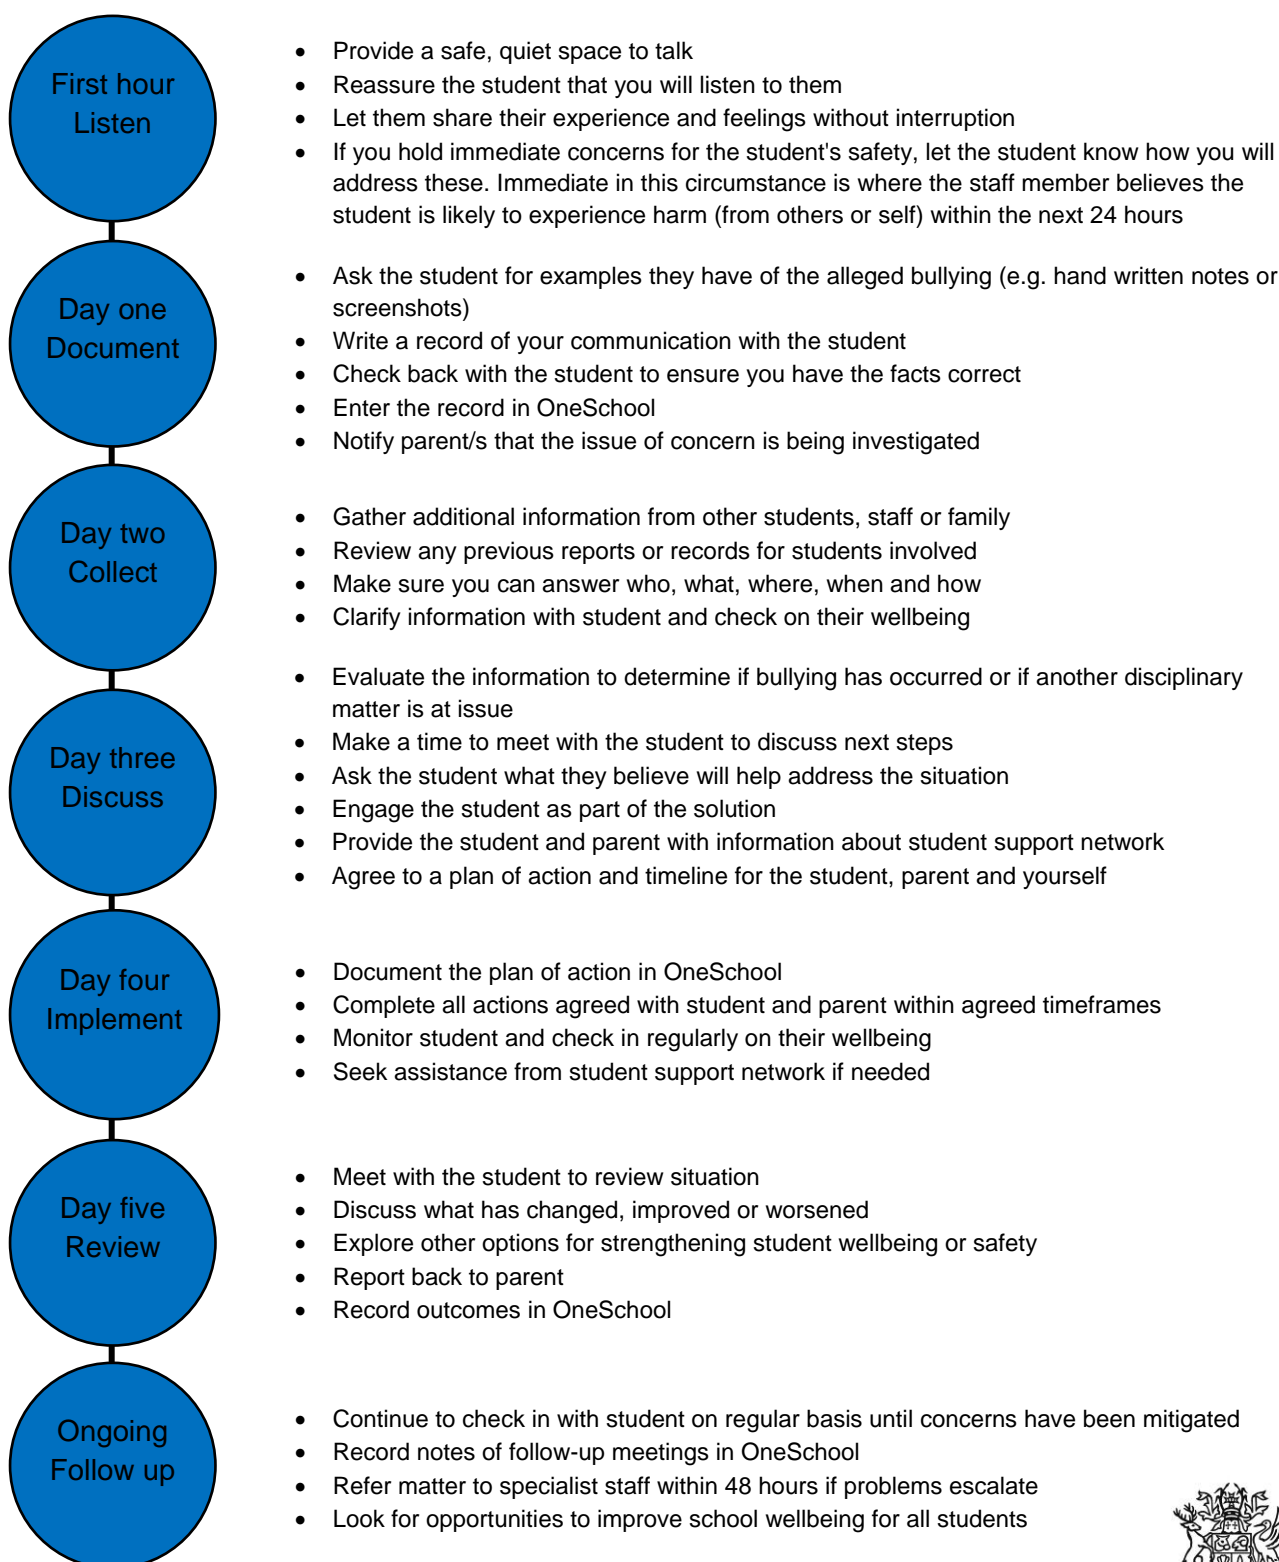 First hour
Listen
• Provide a safe, quiet space to talk
• Reassure the student that you will listen to them
• Let them share their experience and feelings without interruption
• If you hold immediate concerns for the student's safety, let the student know how you will
address these. Immediate in this circumstance is where the staff member believes the
student is likely to experience harm (from others or self) within the next 24 hours
Day one
Document
• Ask the student for examples they have of the alleged bullying (e.g. hand written notes or
screenshots)
• Write a record of your communication with the student
• Check back with the student to ensure you have the facts correct
• Enter the record in OneSchool
• Notify parent/s that the issue of concern is being investigated
Day two
Collect
• Gather additional information from other students, staff or family
• Review any previous reports or records for students involved
• Make sure you can answer who, what, where, when and how
• Clarify information with student and check on their wellbeing
Day three
Discuss
• Evaluate the information to determine if bullying has occurred or if another disciplinary
matter is at issue
• Make a time to meet with the student to discuss next steps
• Ask the student what they believe will help address the situation
• Engage the student as part of the solution
• Provide the student and parent with information about student support network
• Agree to a plan of action and timeline for the student, parent and yourself
Day four
Implement
• Document the plan of action in OneSchool
• Complete all actions agreed with student and parent within agreed timeframes
• Monitor student and check in regularly on their wellbeing
• Seek assistance from student support network if needed
Day five
Review
• Meet with the student to review situation
• Discuss what has changed, improved or worsened
• Explore other options for strengthening student wellbeing or safety
• Report back to parent
• Record outcomes in OneSchool
Ongoing
Follow up
• Continue to check in with student on regular basis until concerns have been mitigated
• Record notes of follow-up meetings in OneSchool
• Refer matter to specialist staff within 48 hours if problems escalate
• Look for opportunities to improve school wellbeing for all students